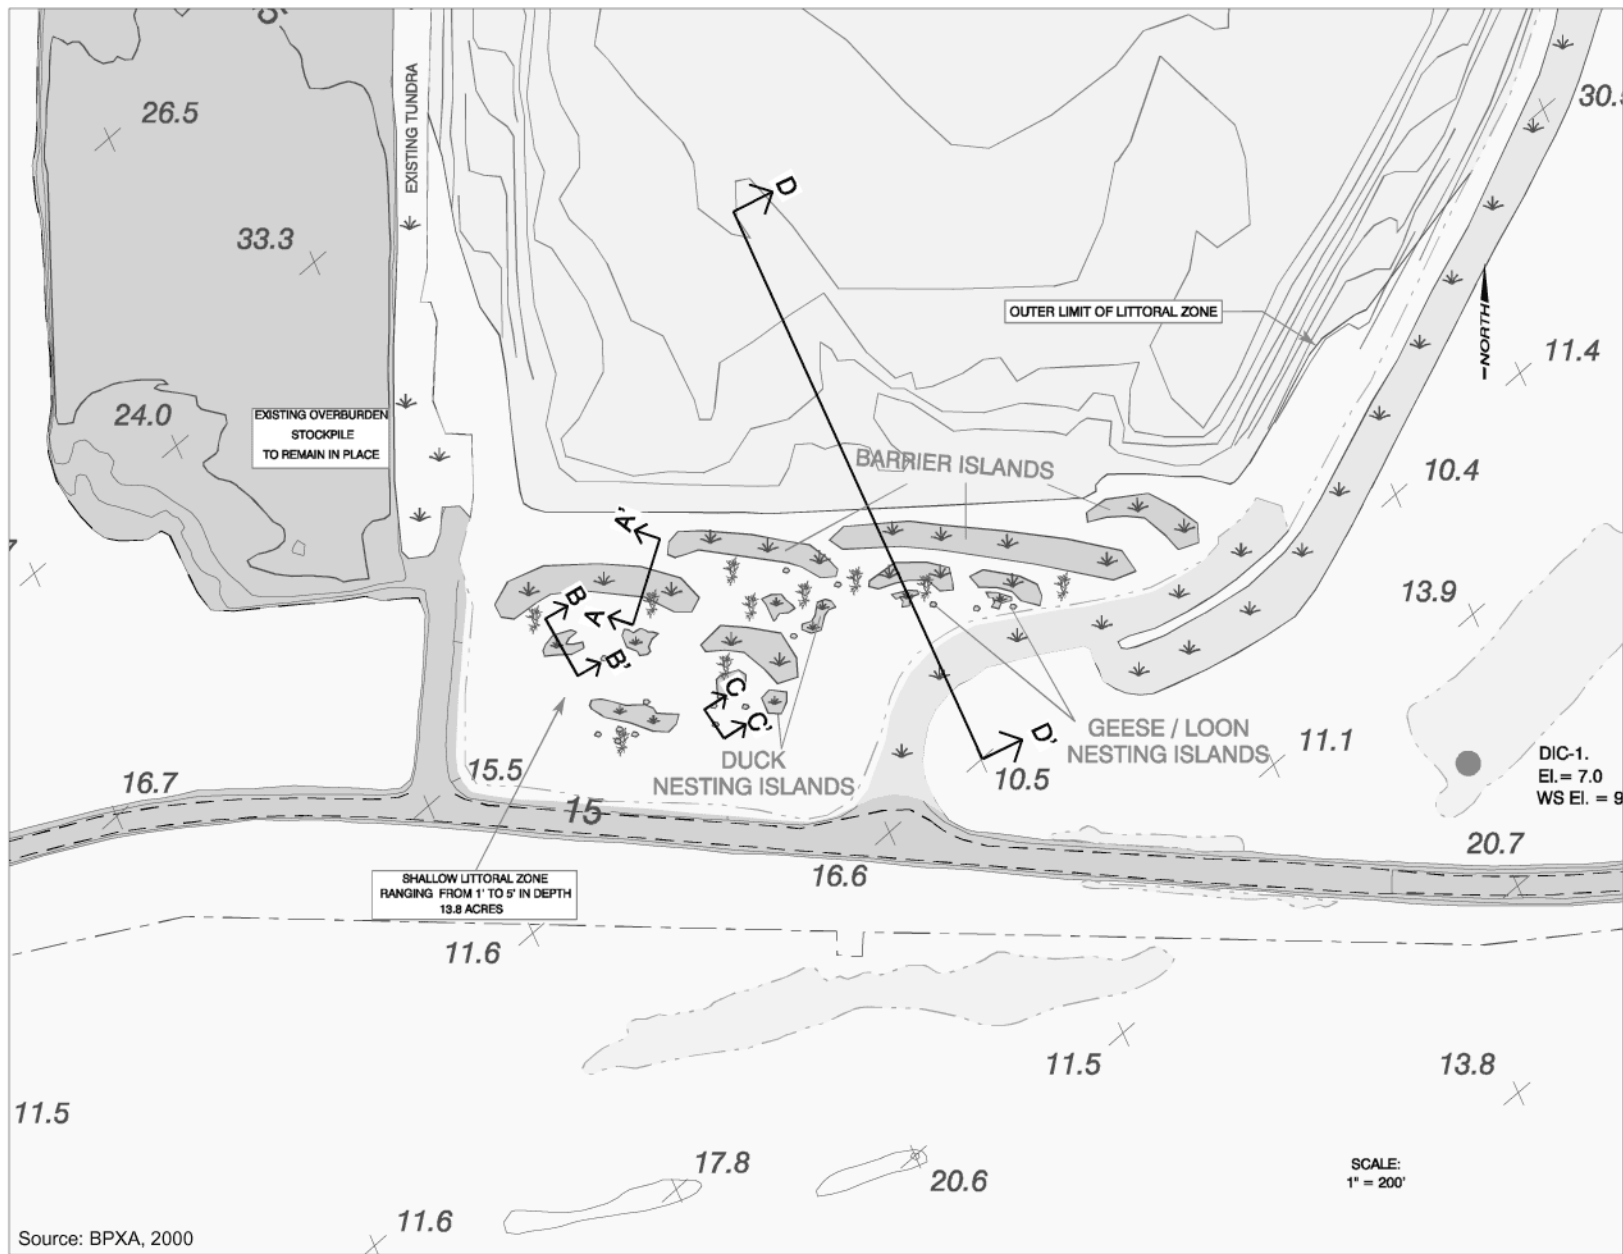 26.5
EXISTING TUNDRA
D
33.3
OUTER LIMIT OF LITTORAL ZONE
NORTH
11.4
24.0
EXISTING OVERBURDEN
STOCKPILE
TO REMAIN IN PLACE
BARRIER ISLANDS
10.4
A'
B
A
13.9
B'
C
C'
D'
GEESE / LOON
NESTING ISLANDS
11.1
DUCK
NESTING ISLANDS
10.5
DIC-1.
El.= 7.0
WS El. = 9
16.7
15.5
15
20.7
16.6
SHALLOW LITTORAL ZONE
RANGING FROM 1' TO 5' IN DEPTH
13.8 ACRES
11.6
11.5
13.8
11.5
17.8
20.6
SCALE:
1" = 200'
11.6
Source: BPXA, 2000